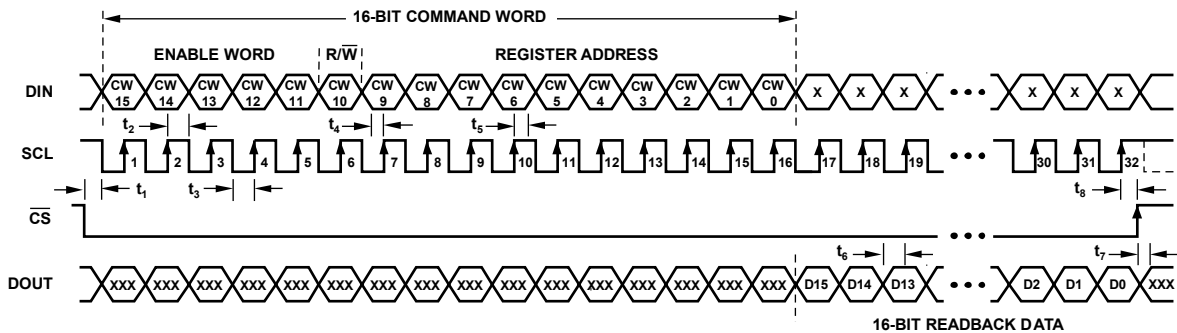 16-BIT COMMAND WORD
ENABLE WORD R/W̅ REGISTER ADDRESS
DIN CW 15 CW 14 CW 13 CW 12 CW 11 CW 10 CW 9 CW 8 CW 7 CW 6 CW 5 CW 4 CW 3 CW 2 CW 1 CW 0 X X X X X X
t2 t4 t5
SCL 1 2 3 4 5 6 7 8 9 10 11 12 13 14 15 16 17 18 19 30 31 32
t1 t3 t8
C̅S̅
t6 t7
DOUT XXX XXX XXX XXX XXX XXX XXX XXX XXX XXX XXX XXX XXX XXX XXX XXX D15 D14 D13 D2 D1 D0 XXX
16-BIT READBACK DATA